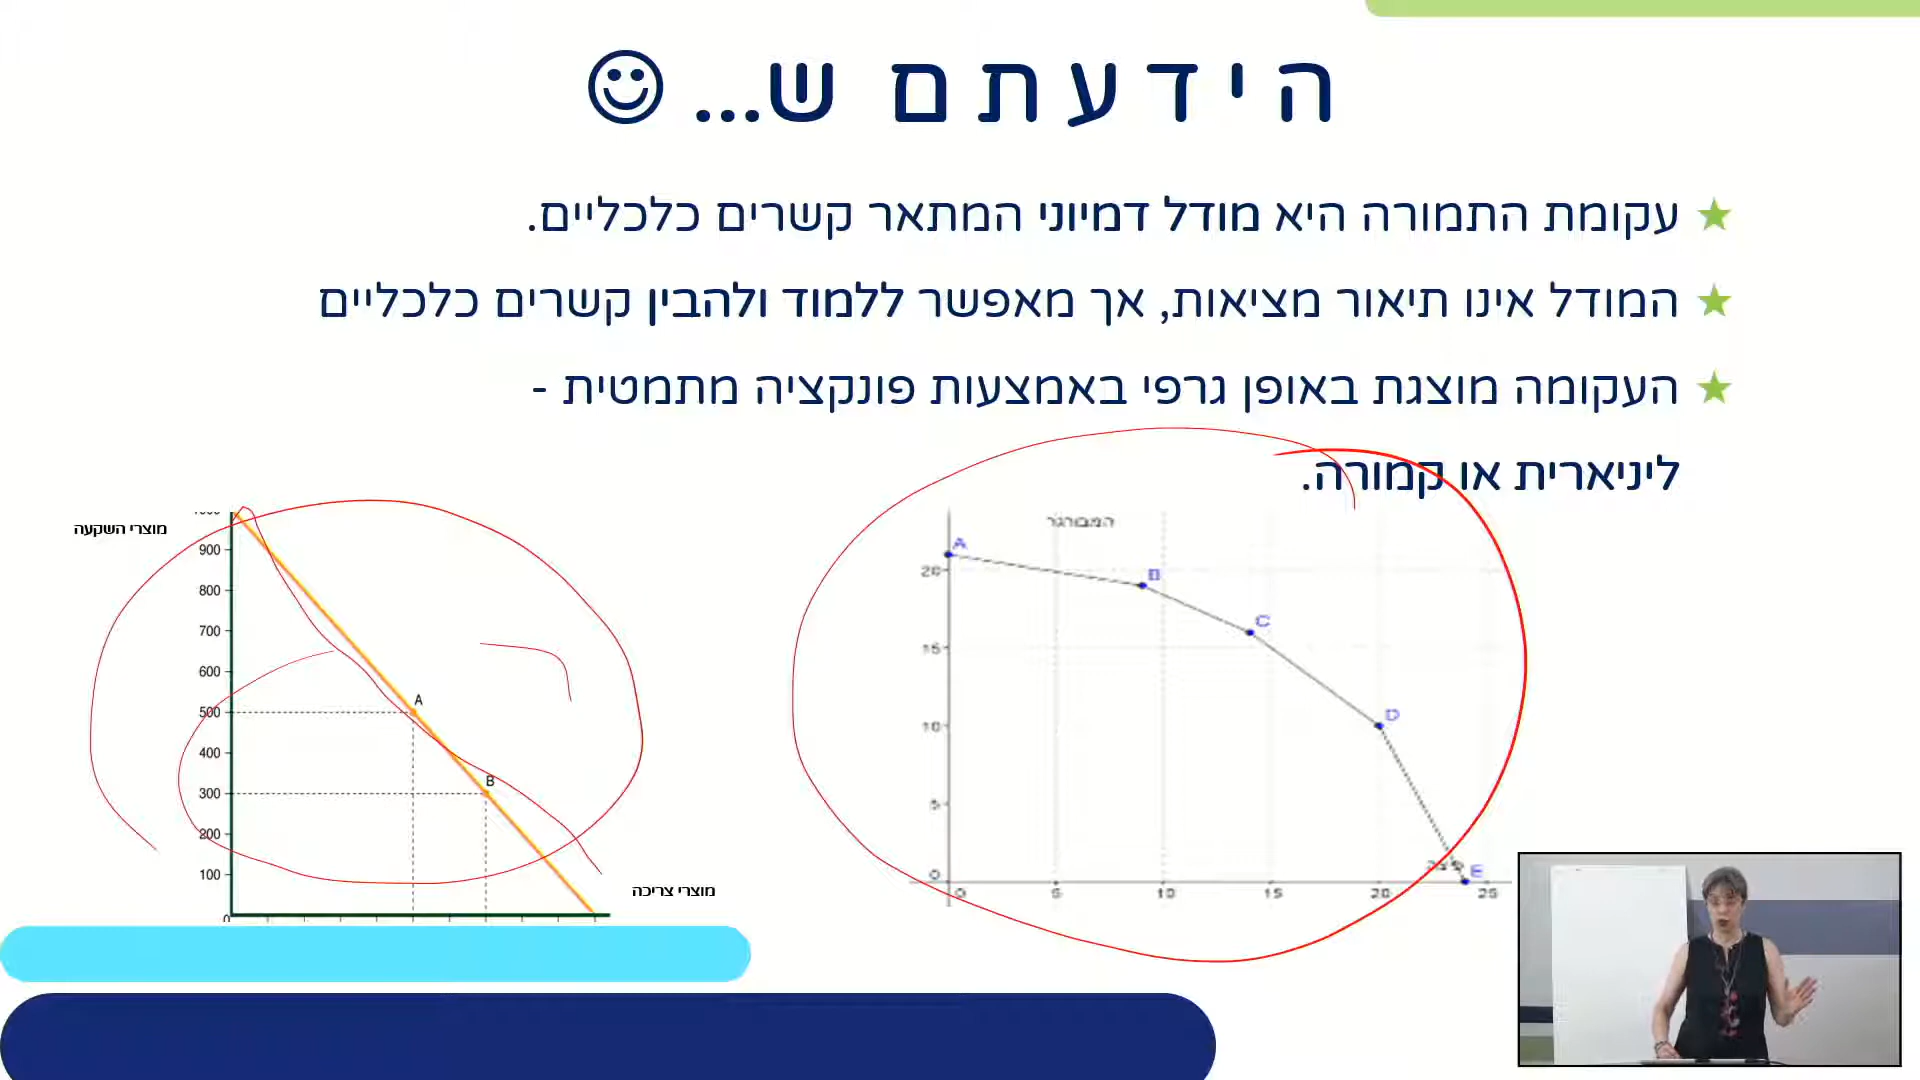 הידעתם ש... ☺
★ עקומת התמורה היא מודל דמיוני המתאר קשרים כלכליים.
★ המודל אינו תיאור מציאות, אך מאפשר ללמוד ולהבין קשרים כלכליים
★ העקומה מוצגת באופן גרפי באמצעות פונקציה מתמטית -
ליניארית או קמורה.
המבורגר
A
B
C
D
E
20
15
10
5
0
0 5 10 15 20 25
מוצרי השקעה
900
800
700
600
500
400
300
200
100
0
A
B
מוצרי צריכה